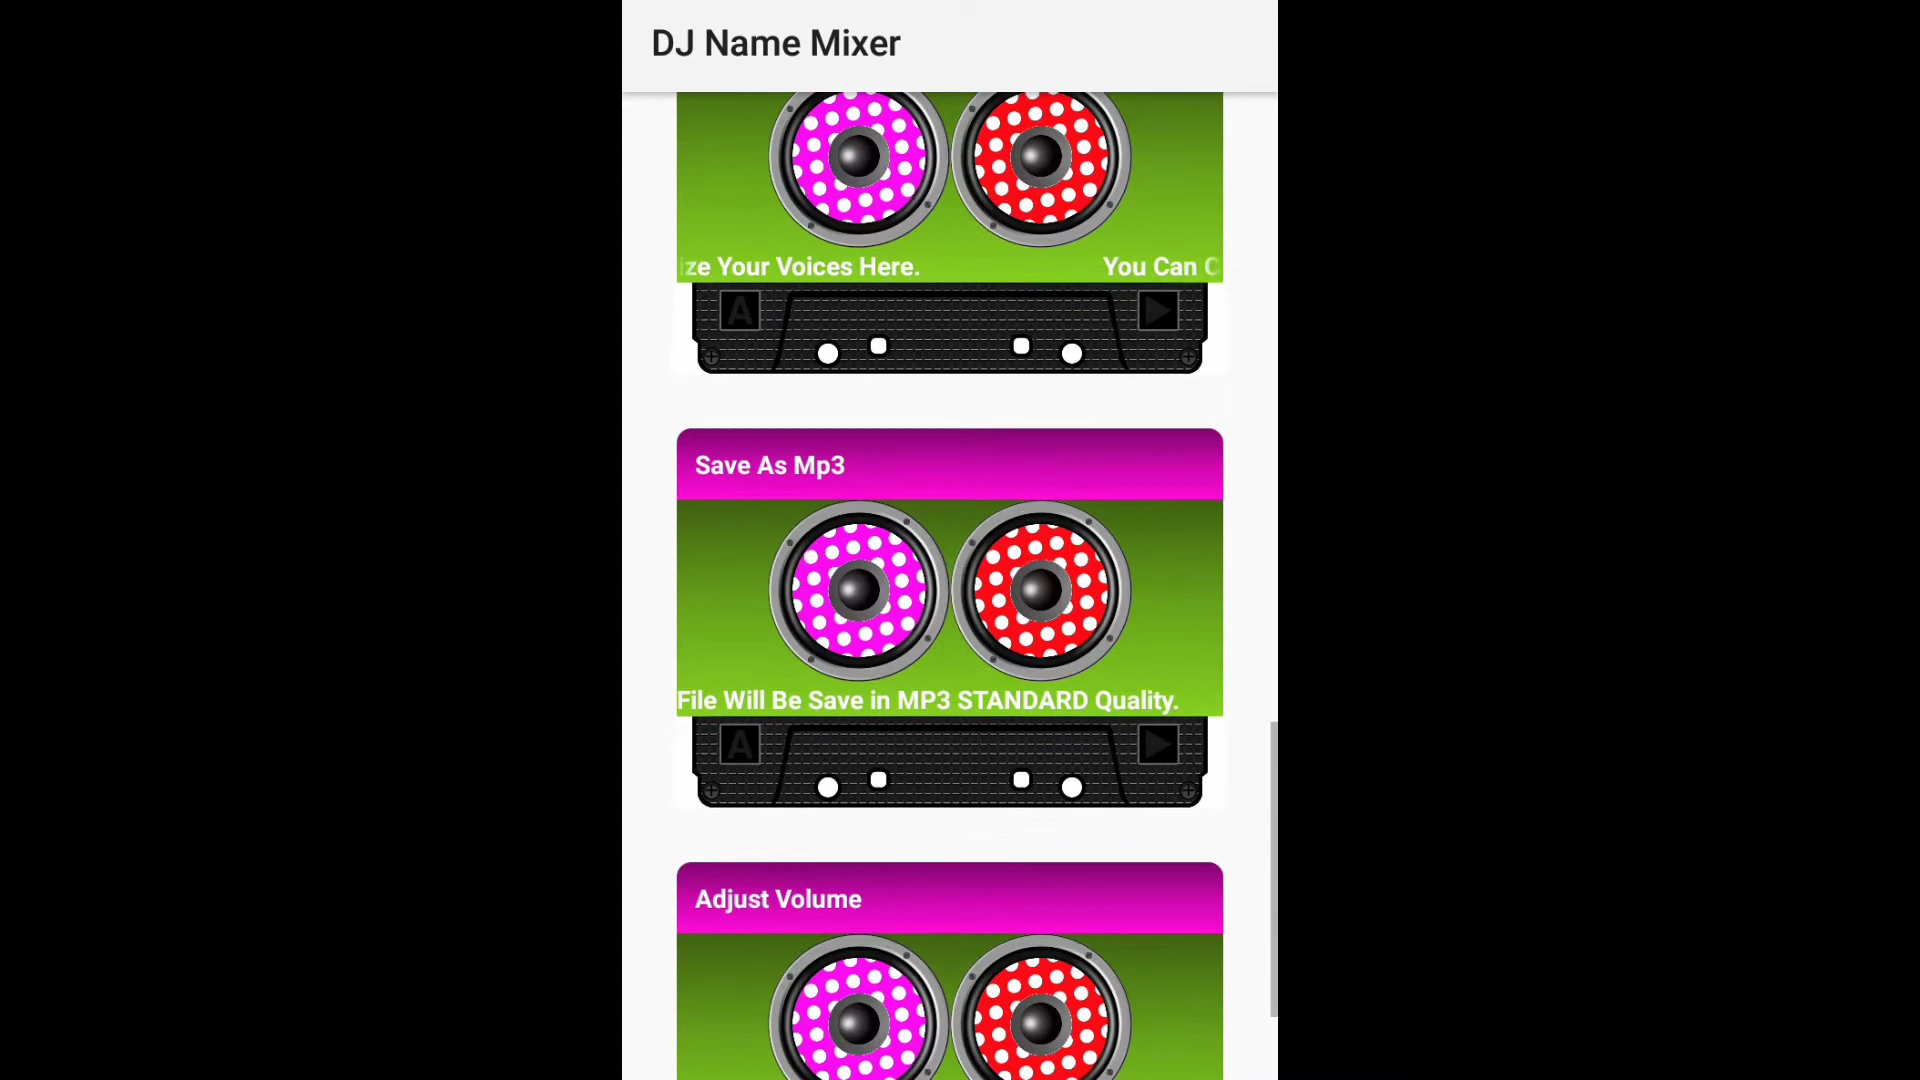 DJ Name Mixer
ze Your Voices Here. You Can
A
Save As Mp3
File Will Be Save in MP3 STANDARD Quality.
A
Adjust Volume